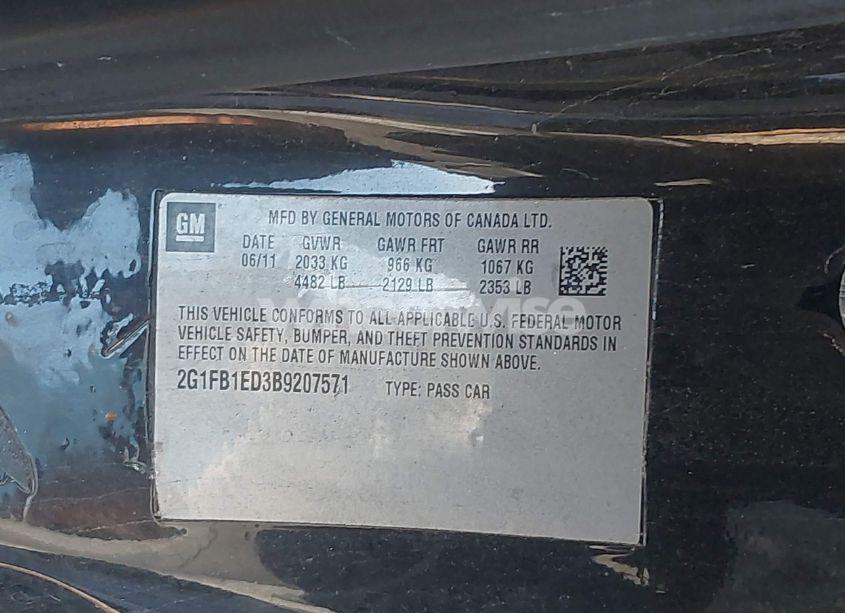 GM
MFD BY GENERAL MOTORS OF CANADA LTD.
DATE GVWR GAWR FRT GAWR RR
06/11 2033 KG 966 KG 1067 KG
4482 LB 2129 LB 2353 LB
THIS VEHICLE CONFORMS TO ALL APPLICABLE U.S. FEDERAL MOTOR
VEHICLE SAFETY, BUMPER, AND THEFT PREVENTION STANDARDS IN
EFFECT ON THE DATE OF MANUFACTURE SHOWN ABOVE.
2G1FB1ED3B9207571 TYPE: PASS CAR